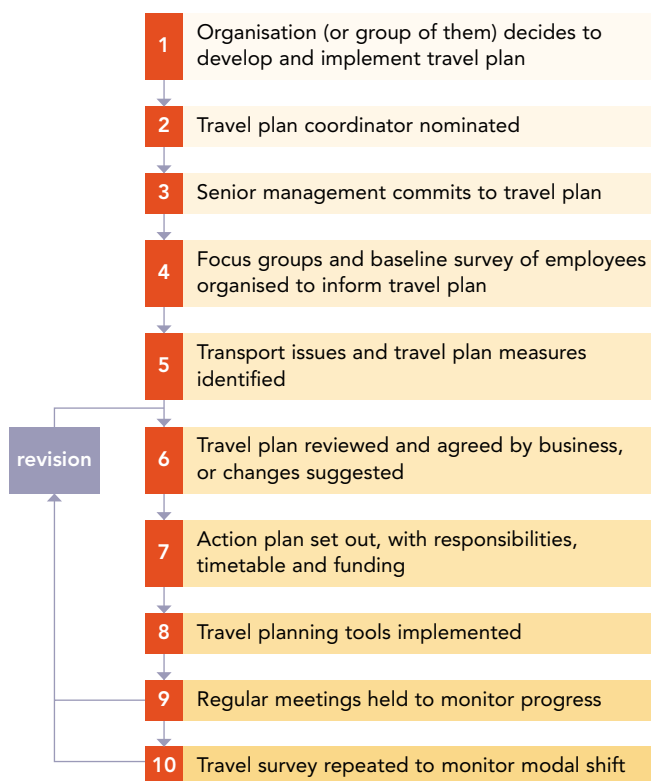 1
Organisation (or group of them) decides to
develop and implement travel plan
2
Travel plan coordinator nominated
3
Senior management commits to travel plan
4
Focus groups and baseline survey of employees
organised to inform travel plan
5
Transport issues and travel plan measures
identified
revision
6
Travel plan reviewed and agreed by business,
or changes suggested
7
Action plan set out, with responsibilities,
timetable and funding
8
Travel planning tools implemented
9
Regular meetings held to monitor progress
10
Travel survey repeated to monitor modal shift